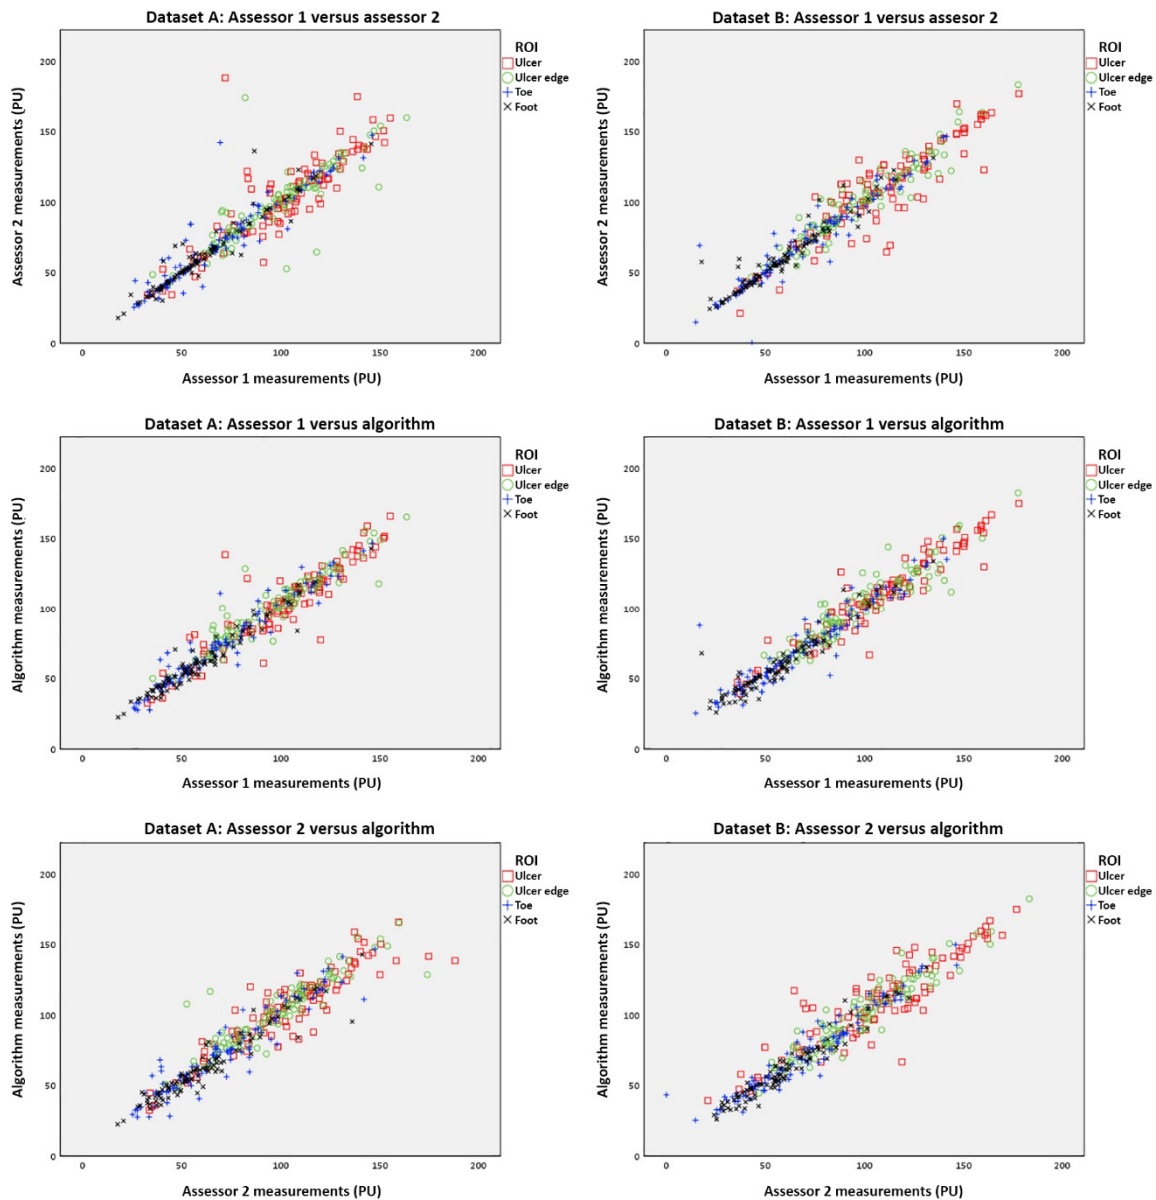 Dataset A: Assessor 1 versus assessor 2
Assessor 2 measurements (PU)
200
150
100
50
0
0 50 100 150 200
Assessor 1 measurements (PU)
ROI
Ulcer
Ulcer edge
Toe
Foot
Dataset B: Assessor 1 versus assesor 2
Assessor 2 measurements (PU)
200
150
100
50
0
0 50 100 150 200
Assessor 1 measurements (PU)
ROI
Ulcer
Ulcer edge
Toe
Foot
Dataset A: Assessor 1 versus algorithm
Algorithm measurements (PU)
200
150
100
50
0
0 50 100 150 200
Assessor 1 measurements (PU)
ROI
Ulcer
Ulcer edge
Toe
Foot
Dataset B: Assessor 1 versus algorithm
Algorithm measurements (PU)
200
150
100
50
0
0 50 100 150 200
Assessor 1 measurements (PU)
ROI
Ulcer
Ulcer edge
Toe
Foot
Dataset A: Assessor 2 versus algorithm
Algorithm measurements (PU)
200
150
100
50
0
0 50 100 150 200
Assessor 2 measurements (PU)
ROI
Ulcer
Ulcer edge
Toe
Foot
Dataset B: Assessor 2 versus algorithm
Algorithm measurements (PU)
200
150
100
50
0
0 50 100 150 200
Assessor 2 measurements (PU)
ROI
Ulcer
Ulcer edge
Toe
Foot